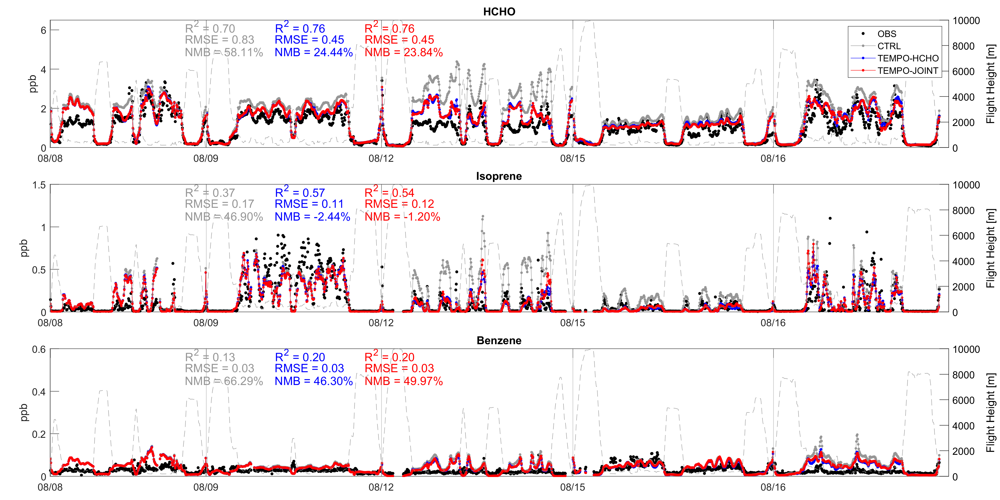 HCHO
R² = 0.70 R² = 0.76 R² = 0.76
RMSE = 0.83 RMSE = 0.45 RMSE = 0.45
NMB = 58.11% NMB = 24.44% NMB = 23.84%
OBS
CTRL
TEMPO-HCHO
TEMPO-JOINT
ppb
6
4
2
0
Flight Height [m]
10000
8000
6000
4000
2000
0
08/08 08/09 08/12 08/15 08/16
Isoprene
R² = 0.37 R² = 0.57 R² = 0.54
RMSE = 0.17 RMSE = 0.11 RMSE = 0.12
NMB = 46.90% NMB = -2.44% NMB = -1.20%
ppb
1.5
1
0.5
0
Flight Height [m]
10000
8000
6000
4000
2000
0
08/08 08/09 08/12 08/15 08/16
Benzene
R² = 0.13 R² = 0.20 R² = 0.20
RMSE = 0.03 RMSE = 0.03 RMSE = 0.03
NMB = 66.29% NMB = 46.30% NMB = 49.97%
ppb
0.6
0.4
0.2
0
Flight Height [m]
10000
8000
6000
4000
2000
0
08/08 08/09 08/12 08/15 08/16